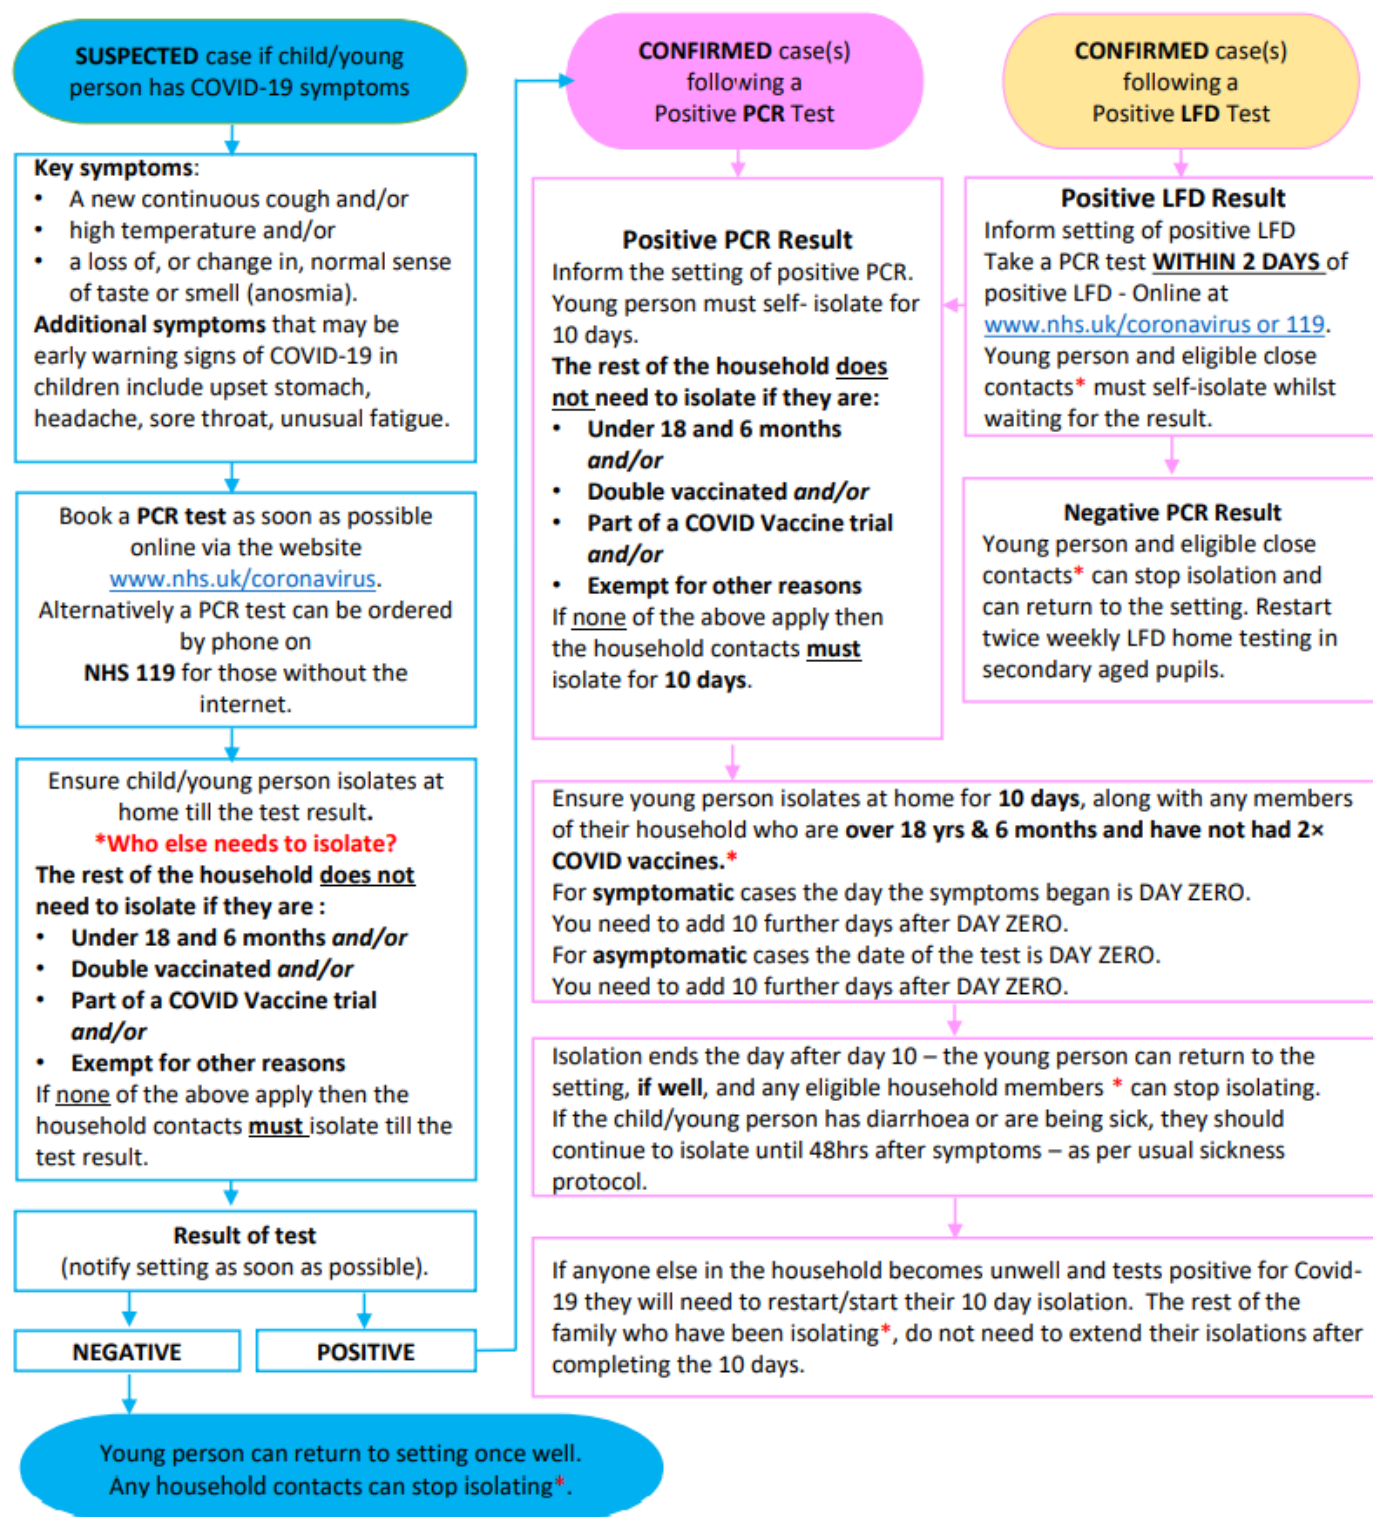 SUSPECTED case if child/young
person has COVID-19 symptoms
Key symptoms:
• A new continuous cough and/or
• high temperature and/or
• a loss of, or change in, normal sense
of taste or smell (anosmia).
Additional symptoms that may be
early warning signs of COVID-19 in
children include upset stomach,
headache, sore throat, unusual fatigue.
Book a PCR test as soon as possible
online via the website
www.nhs.uk/coronavirus.
Alternatively a PCR test can be ordered
by phone on
NHS 119 for those without the
internet.
Ensure child/young person isolates at
home till the test result.
*Who else needs to isolate?
The rest of the household does not
need to isolate if they are :
• Under 18 and 6 months and/or
• Double vaccinated and/or
• Part of a COVID Vaccine trial
and/or
• Exempt for other reasons
If none of the above apply then the
household contacts must isolate till the
test result.
Result of test
(notify setting as soon as possible).
NEGATIVE
POSITIVE
Young person can return to setting once well.
Any household contacts can stop isolating*.
CONFIRMED case(s)
following a
Positive PCR Test
Positive PCR Result
Inform the setting of positive PCR.
Young person must self- isolate for
10 days.
The rest of the household does
not need to isolate if they are:
• Under 18 and 6 months
and/or
• Double vaccinated and/or
• Part of a COVID Vaccine trial
and/or
• Exempt for other reasons
If none of the above apply then
the household contacts must
isolate for 10 days.
CONFIRMED case(s)
following a
Positive LFD Test
Positive LFD Result
Inform setting of positive LFD
Take a PCR test WITHIN 2 DAYS of
positive LFD - Online at
www.nhs.uk/coronavirus or 119.
Young person and eligible close
contacts* must self-isolate whilst
waiting for the result.
Negative PCR Result
Young person and eligible close
contacts* can stop isolation and
can return to the setting. Restart
twice weekly LFD home testing in
secondary aged pupils.
Ensure young person isolates at home for 10 days, along with any members
of their household who are over 18 yrs & 6 months and have not had 2×
COVID vaccines.*
For symptomatic cases the day the symptoms began is DAY ZERO.
You need to add 10 further days after DAY ZERO.
For asymptomatic cases the date of the test is DAY ZERO.
You need to add 10 further days after DAY ZERO.
Isolation ends the day after day 10 – the young person can return to the
setting, if well, and any eligible household members * can stop isolating.
If the child/young person has diarrhoea or are being sick, they should
continue to isolate until 48hrs after symptoms – as per usual sickness
protocol.
If anyone else in the household becomes unwell and tests positive for Covid-
19 they will need to restart/start their 10 day isolation. The rest of the
family who have been isolating*, do not need to extend their isolations after
completing the 10 days.